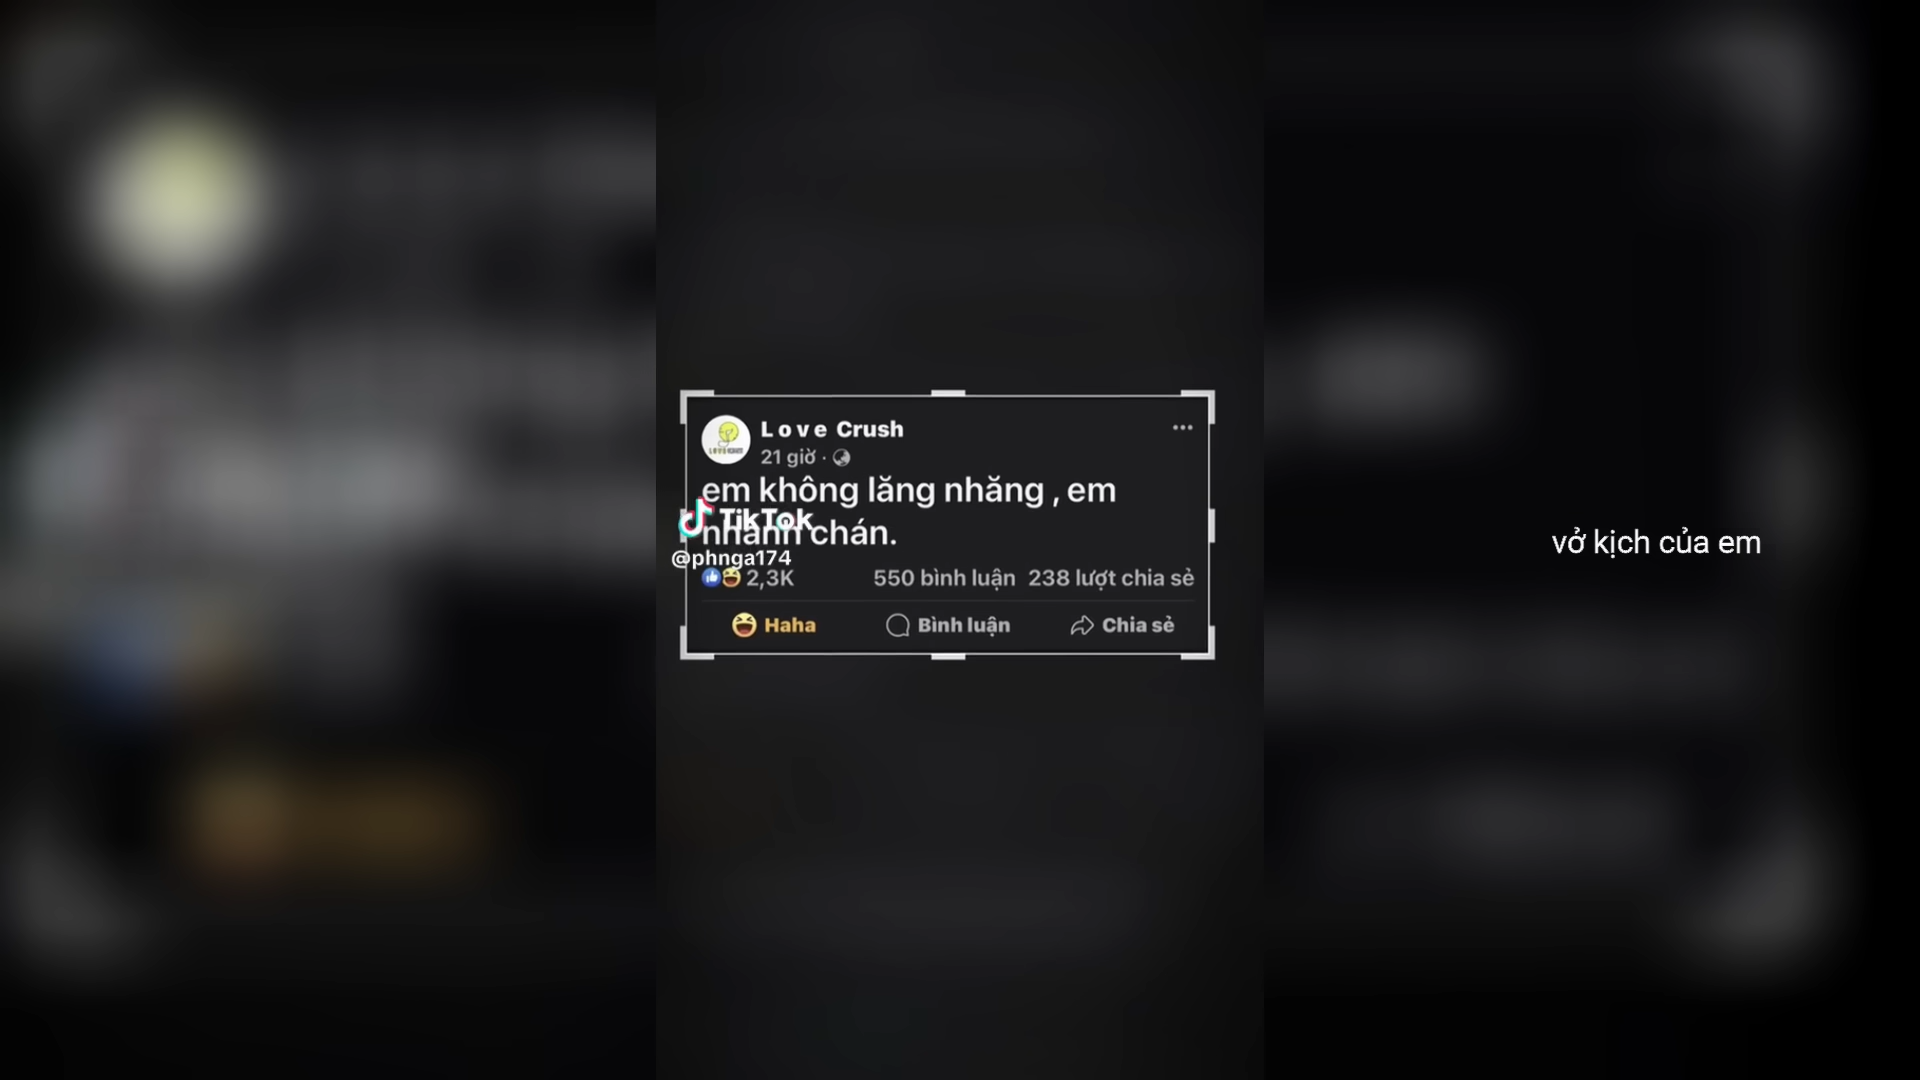 L o v e Crush
21 giờ ·
em không lăng nhăng , em
nhanh chán.
TikTok
@phnga174
2,3K 550 bình luận 238 lượt chia sẻ
Haha Bình luận Chia sẻ
vở kịch của em